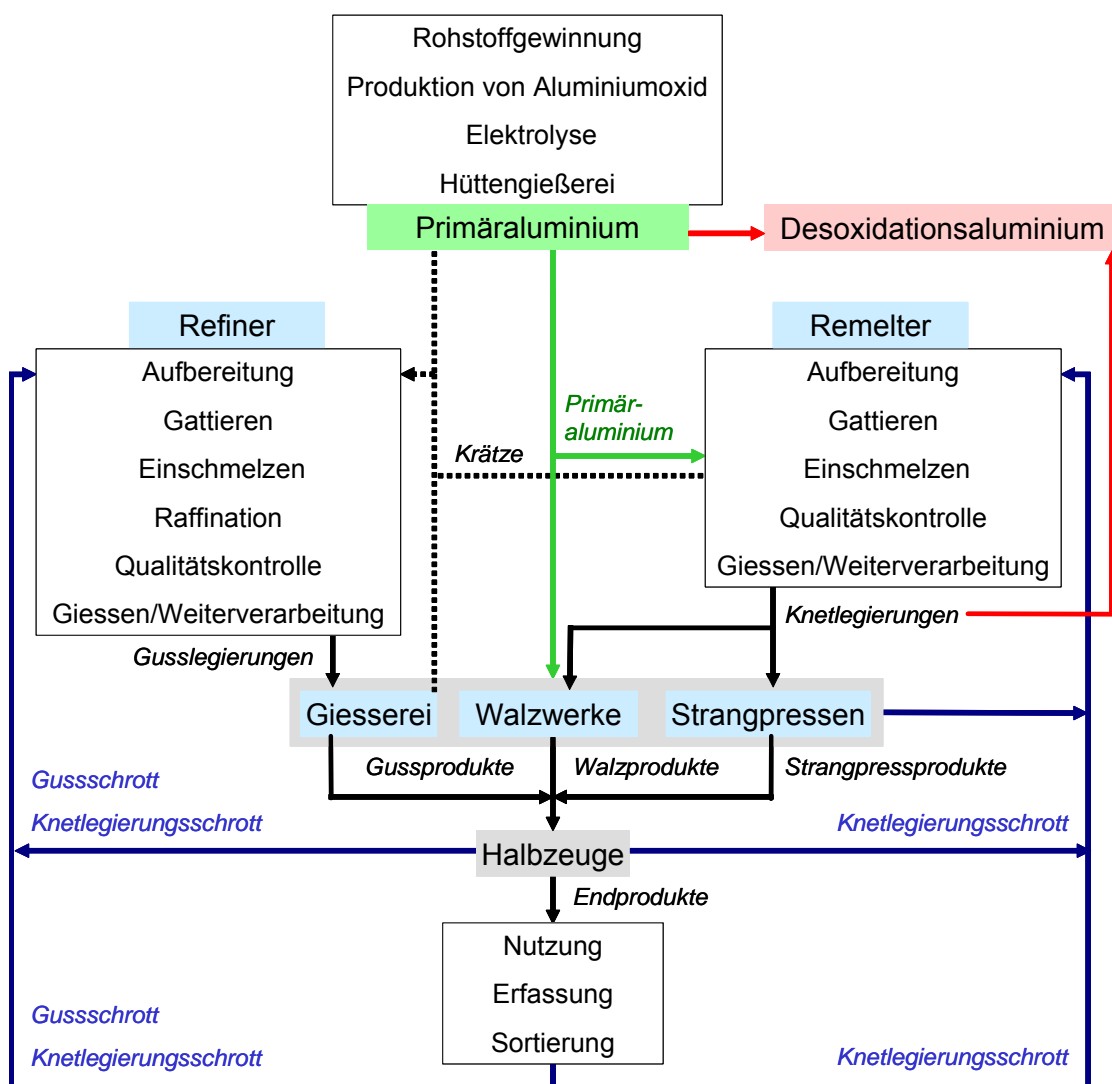 Rohstoffgewinnung
Produktion von Aluminiumoxid
Elektrolyse
Hüttengießerei
Primäraluminium
Desoxidationsaluminium
Refiner
Remelter
Aufbereitung
Gattieren
Einschmelzen
Raffination
Qualitätskontrolle
Giessen/Weiterverarbeitung
Primär-
aluminium
Krätze
Aufbereitung
Gattieren
Einschmelzen
Qualitätskontrolle
Giessen/Weiterverarbeitung
Gusslegierungen
Knetlegierungen
Giesserei
Walzwerke
Strangpressen
Gussprodukte
Walzprodukte
Strangpressprodukte
Gussschrott
Knetlegierungsschrott
Knetlegierungsschrott
Halbzeuge
Endprodukte
Nutzung
Erfassung
Sortierung
Gussschrott
Knetlegierungsschrott
Knetlegierungsschrott